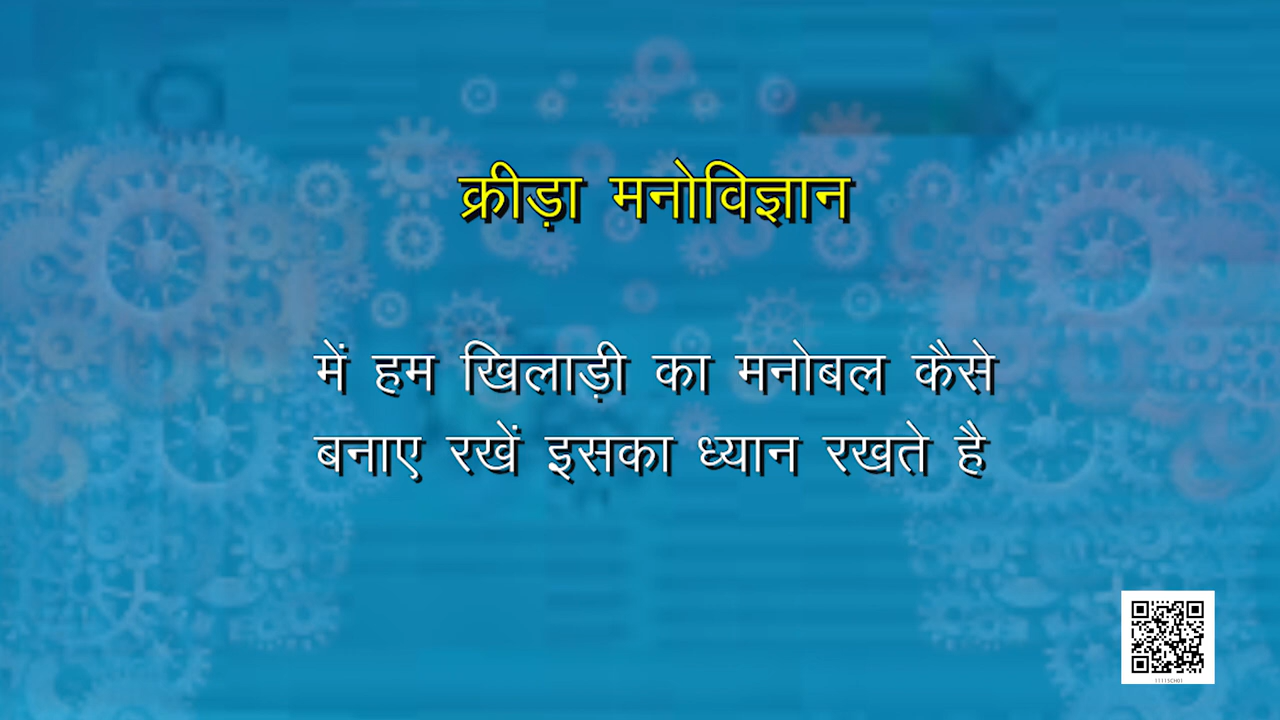 क्रीड़ा मनोविज्ञान
में हम खिलाड़ी का मनोबल कैसे
बनाए रखें इसका ध्यान रखते है